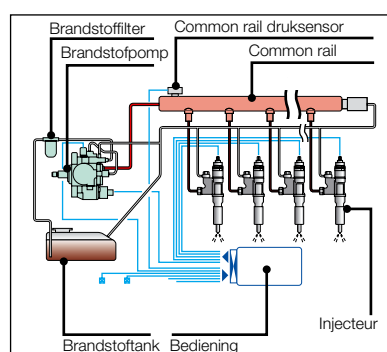 Brandstoffilter
Common rail druksensor
Brandstofpomp
Common rail
Injecteur
Brandstoftank
Bediening